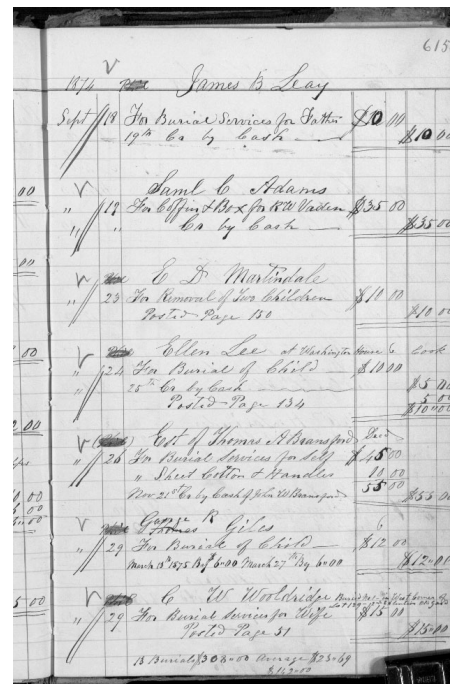 615
1874 James B Leay
Sept 18 For Burial Services for Father $10 00
19th Cr by Cash $10 00
Saml C Adams
" 19 For Coffin & Box for R W Vaden $35 00
" " Cr by Cash $35 00
E D Martindale
" 23 For Removal of Two Children $10 00
Posted Page 150 $10 00
Ellen Lee at Washington House 6 Cook
" 24 For Burial of Child $10 00
" 25th Cr by Cash $5 00
Posted Page 134 5 00
$10 00
Est of Thomas A Bransford Decd
" 26 For Burial Services for Self $45 00
" Sheet Cotton & Handles 10 00
55 00
Nov 21st Cr by Cash of John W Bransford $55 00
George R
Giles 6
" 29 For Burial of Child $12 00
March 13th 1875 By $6 00 March 27th By 6 00 $12 00
C W Wooldridge
" 29 For Burial Services for Wife $15 00
Posted Page 31 $15 00
13 Burials $308 00 Average $23 69